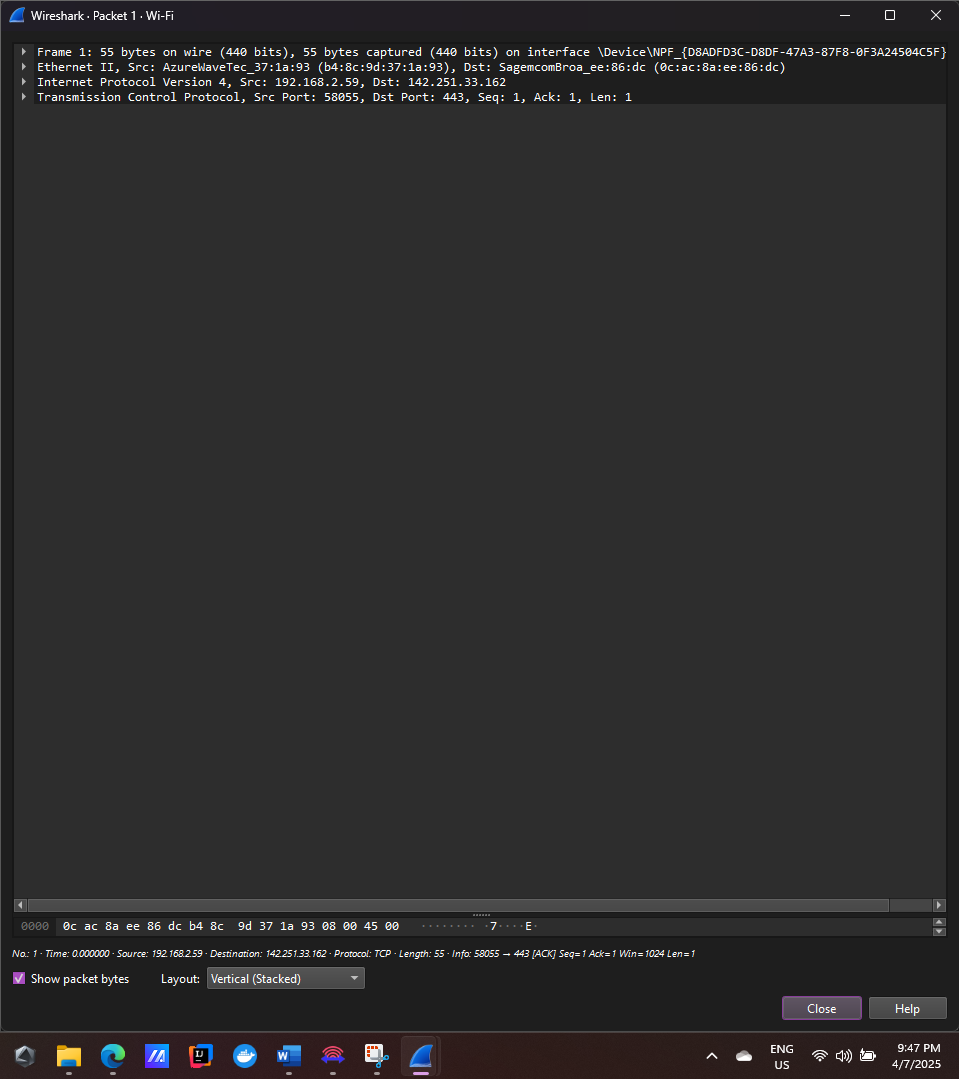 Wireshark · Packet 1 · Wi-Fi
Frame 1: 55 bytes on wire (440 bits), 55 bytes captured (440 bits) on interface \Device\NPF_{D8ADFD3C-D8DF-47A3-87F8-0F3A24504C5F}
Ethernet II, Src: AzureWaveTec_37:1a:93 (b4:8c:9d:37:1a:93), Dst: SagemcomBroa_ee:86:dc (0c:ac:8a:ee:86:dc)
Internet Protocol Version 4, Src: 192.168.2.59, Dst: 142.251.33.162
Transmission Control Protocol, Src Port: 58055, Dst Port: 443, Seq: 1, Ack: 1, Len: 1
0000 0c ac 8a ee 86 dc b4 8c 9d 37 1a 93 08 00 45 00 ········ ·7····E·
No.: 1 · Time: 0.000000 · Source: 192.168.2.59 · Destination: 142.251.33.162 · Protocol: TCP · Length: 55 · Info: 58055 → 443 [ACK] Seq=1 Ack=1 Win=1024 Len=1
Show packet bytes Layout: Vertical (Stacked)
Close Help
ENG 9:47 PM
US 4/7/2025